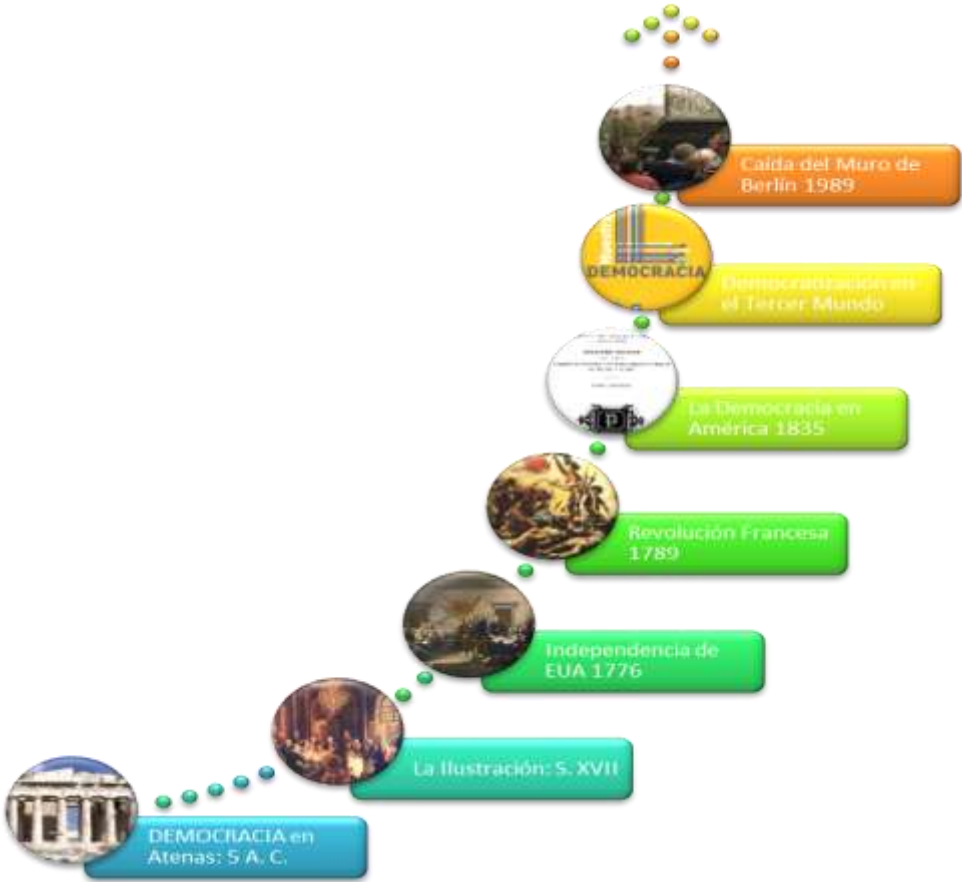 Caída del Muro de
Berlín 1989
DEMOCRACIA
Democratización en
el Tercer Mundo
La Democracia en
América 1835
Revolución Francesa
1789
Independencia de
EUA 1776
La Ilustración: S. XVII
DEMOCRACIA en
Atenas: 5 A. C.